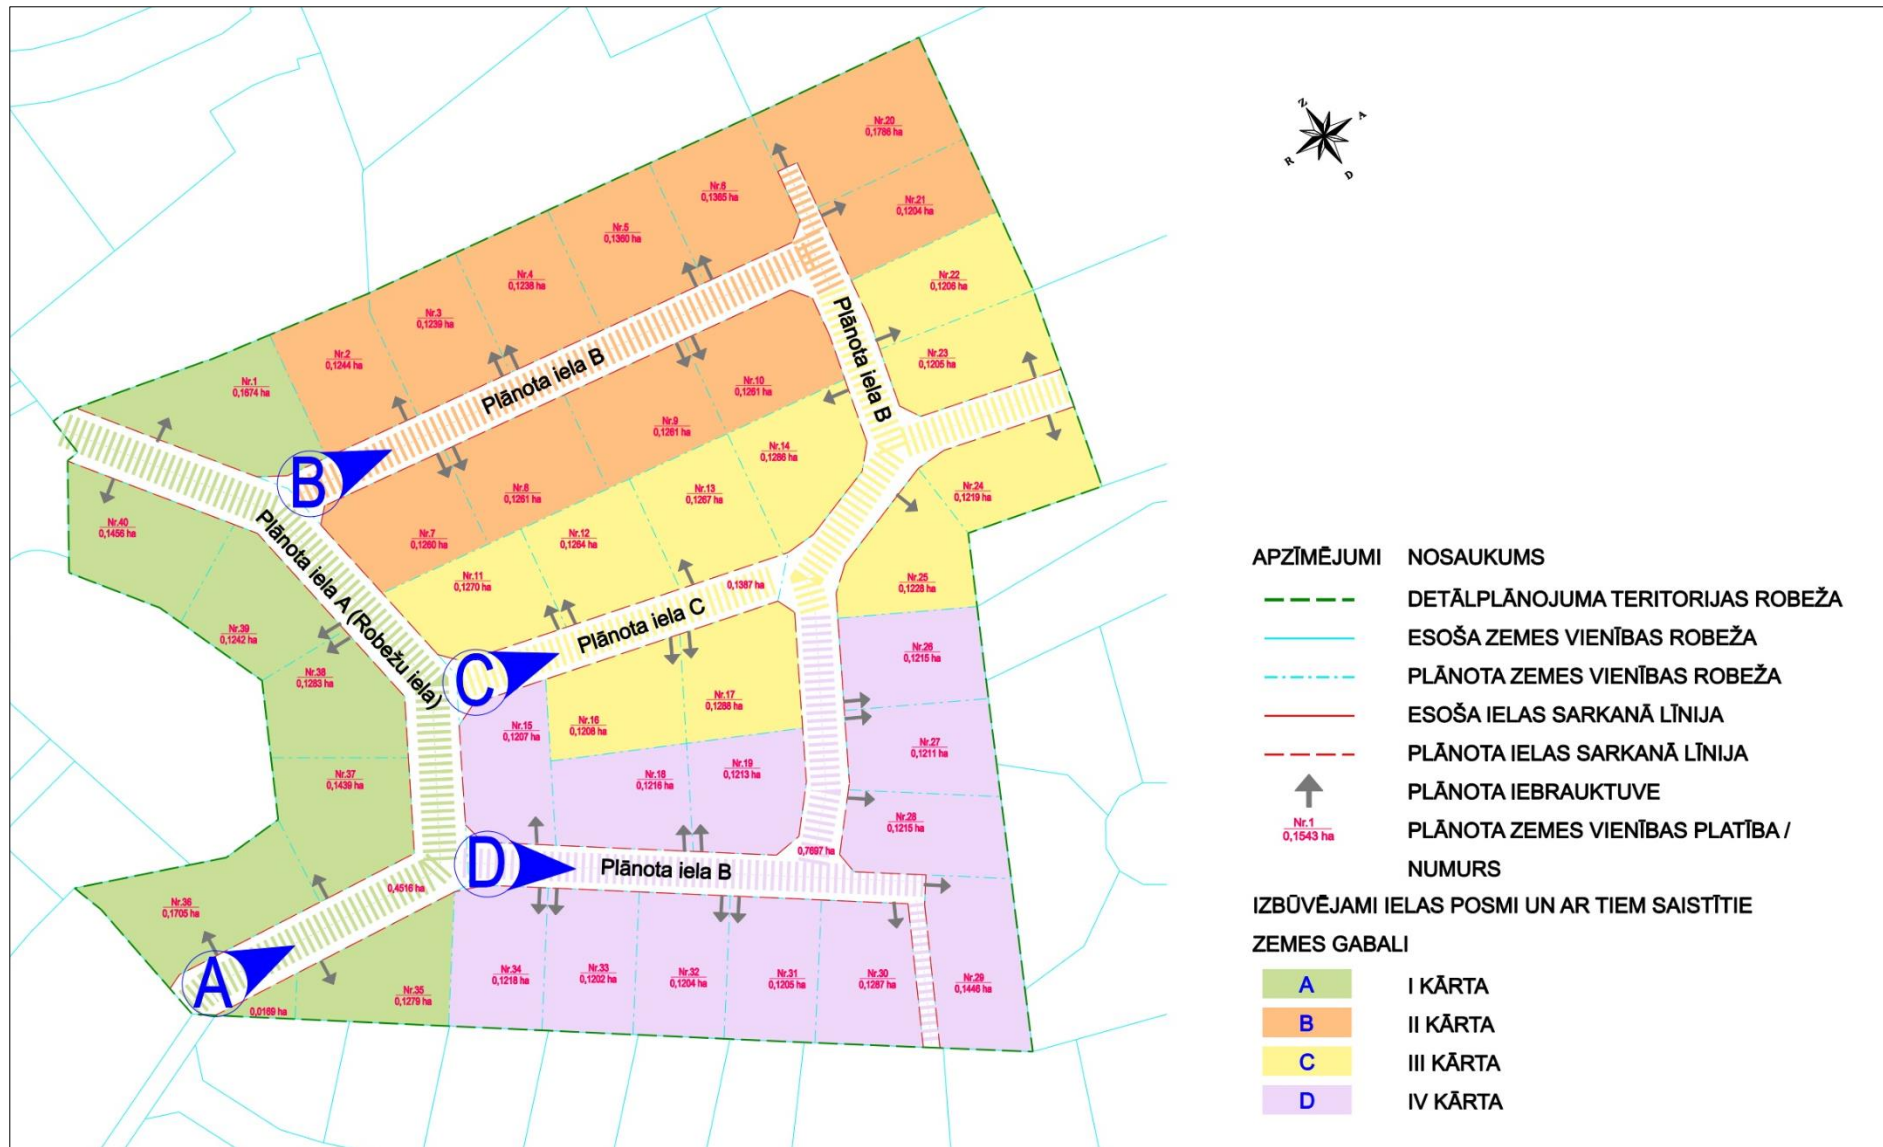 Nr.20
0,1786 ha
Nr.6
0,1365 ha
Nr.21
0,1204 ha
Nr.5
0,1360 ha
Nr.4
0,1238 ha
Nr.22
0,1206 ha
Nr.3
0,1239 ha
Nr.2
0,1244 ha
Nr.23
0,1205 ha
Nr.1
0,1674 ha
Plānota iela B
Plānota iela B
Nr.10
0,1261 ha
Nr.9
0,1261 ha
Nr.14
0,1286 ha
B
Nr.8
0,1261 ha
Nr.13
0,1267 ha
Nr.24
0,1219 ha
Nr.40
0,1456 ha
Nr.7
0,1260 ha
Nr.12
0,1264 ha
Plānota iela A (Robežu iela)
Nr.11
0,1270 ha
0,1387 ha
Nr.25
0,1228 ha
Nr.39
0,1242 ha
Plānota iela C
Nr.38
0,1283 ha
C
Nr.26
0,1215 ha
Nr.17
0,1288 ha
Nr.16
0,1208 ha
Nr.15
0,1207 ha
Nr.27
0,1211 ha
Nr.37
0,1439 ha
Nr.18
0,1216 ha
Nr.19
0,1213 ha
Nr.28
0,1215 ha
0,7697 ha
D
Plānota iela B
0,4516 ha
Nr.36
0,1705 ha
A
Nr.35
0,1279 ha
0,0169 ha
Nr.34
0,1218 ha
Nr.33
0,1202 ha
Nr.32
0,1204 ha
Nr.31
0,1205 ha
Nr.30
0,1287 ha
Nr.29
0,1446 ha
Z
A
R
D
APZĪMĒJUMI NOSAUKUMS
DETĀLPLĀNOJUMA TERITORIJAS ROBEŽA
ESOŠA ZEMES VIENĪBAS ROBEŽA
PLĀNOTA ZEMES VIENĪBAS ROBEŽA
ESOŠA IELAS SARKANĀ LĪNIJA
PLĀNOTA IELAS SARKANĀ LĪNIJA
PLĀNOTA IEBRAUKTUVE
Nr.1
0,1543 ha
PLĀNOTA ZEMES VIENĪBAS PLATĪBA /
NUMURS
IZBŪVĒJAMI IELAS POSMI UN AR TIEM SAISTĪTIE
ZEMES GABALI
A I KĀRTA
B II KĀRTA
C III KĀRTA
D IV KĀRTA